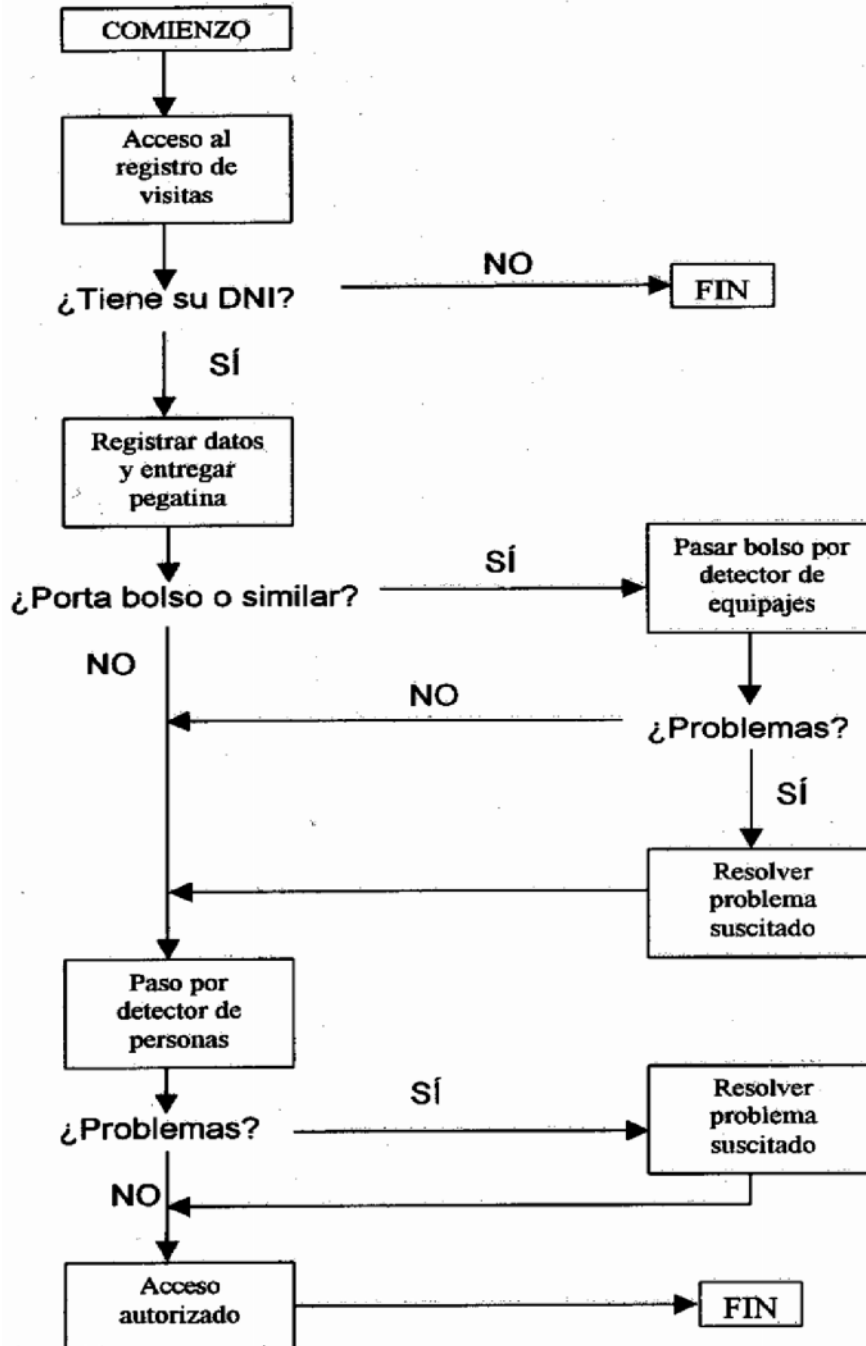 COMIENZO
Acceso al
registro de
visitas
¿Tiene su DNI?
NO
FIN
SÍ
Registrar datos
y entregar
pegatina
¿Porta bolso o similar?
SÍ
Pasar bolso por
detector de
equipajes
NO
NO
¿Problemas?
SÍ
Resolver
problema
suscitado
Paso por
detector de
personas
¿Problemas?
SÍ
Resolver
problema
suscitado
NO
Acceso
autorizado
FIN